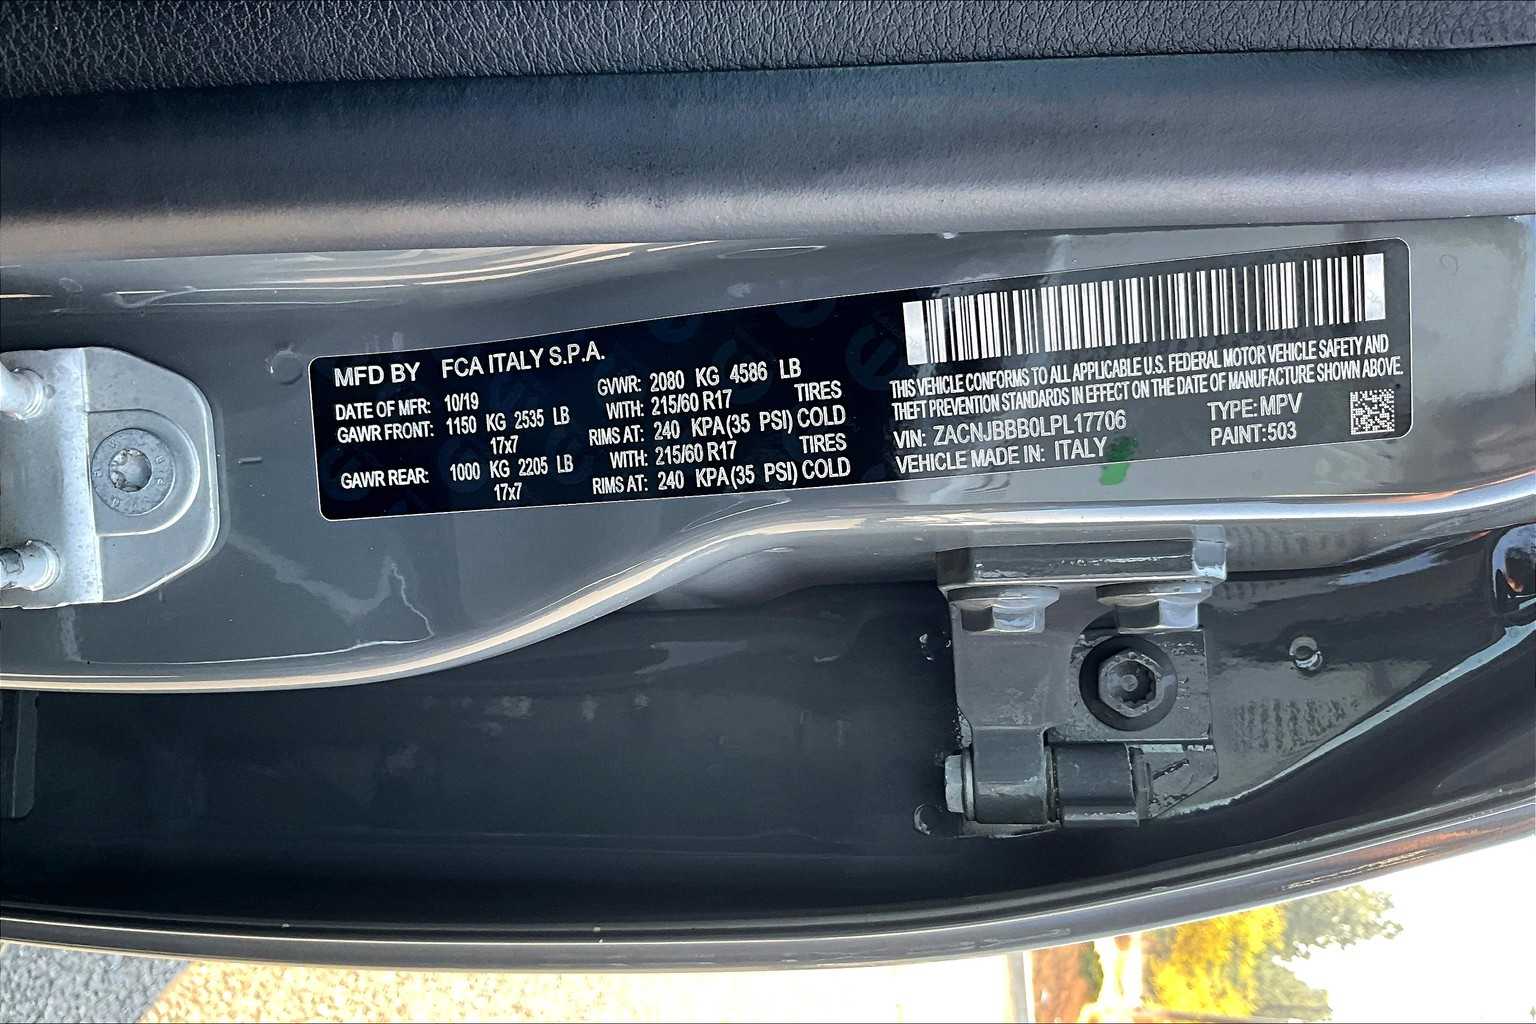 MFD BY FCA ITALY S.P.A.
DATE OF MFR: 10/19 GVWR: 2080 KG 4586 LB
GAWR FRONT: 1150 KG 2535 LB WITH: 215/60 R17 TIRES
17x7 RIMS AT: 240 KPA(35 PSI) COLD
GAWR REAR: 1000 KG 2205 LB WITH: 215/60 R17 TIRES
17x7 RIMS AT: 240 KPA(35 PSI) COLD
THIS VEHICLE CONFORMS TO ALL APPLICABLE U.S. FEDERAL MOTOR VEHICLE SAFETY AND
THEFT PREVENTION STANDARDS IN EFFECT ON THE DATE OF MANUFACTURE SHOWN ABOVE.
VIN: ZACNJBBB0LPL17706 TYPE: MPV
VEHICLE MADE IN: ITALY PAINT: 503